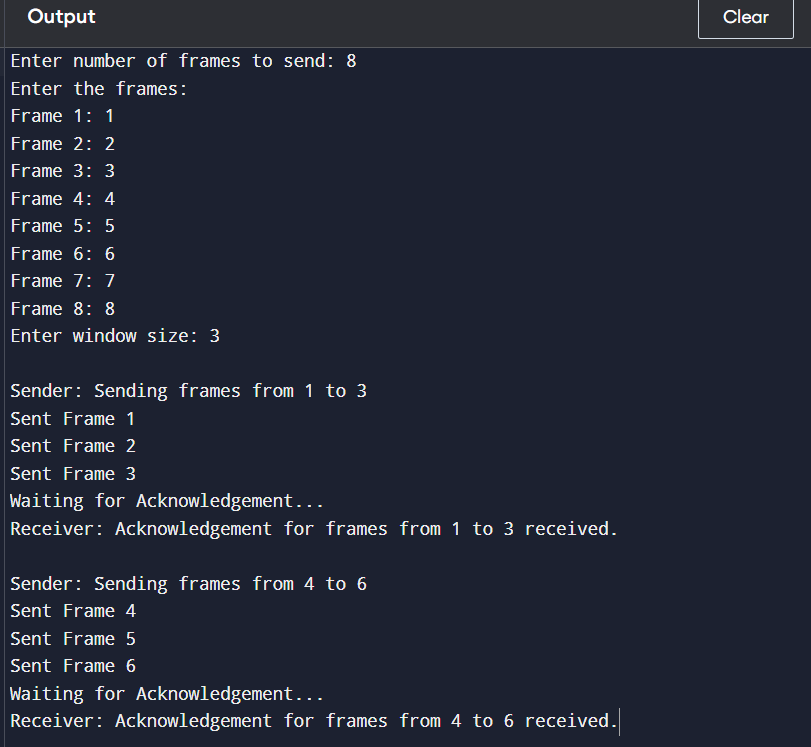 Output
Clear
Enter number of frames to send: 8
Enter the frames:
Frame 1: 1
Frame 2: 2
Frame 3: 3
Frame 4: 4
Frame 5: 5
Frame 6: 6
Frame 7: 7
Frame 8: 8
Enter window size: 3

Sender: Sending frames from 1 to 3
Sent Frame 1
Sent Frame 2
Sent Frame 3
Waiting for Acknowledgement...
Receiver: Acknowledgement for frames from 1 to 3 received.

Sender: Sending frames from 4 to 6
Sent Frame 4
Sent Frame 5
Sent Frame 6
Waiting for Acknowledgement...
Receiver: Acknowledgement for frames from 4 to 6 received.